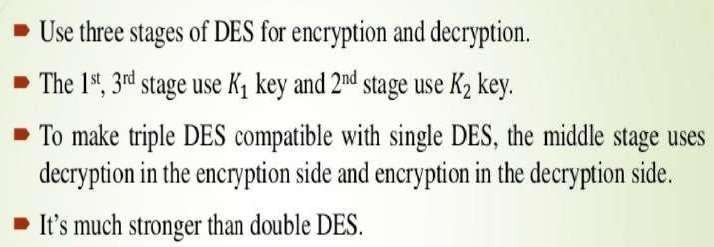 Use three stages of DES for encryption and decryption.
The 1st, 3rd stage use K₁ key and 2nd stage use K₂ key.
To make triple DES compatible with single DES, the middle stage uses
decryption in the encryption side and encryption in the decryption side.
It's much stronger than double DES.